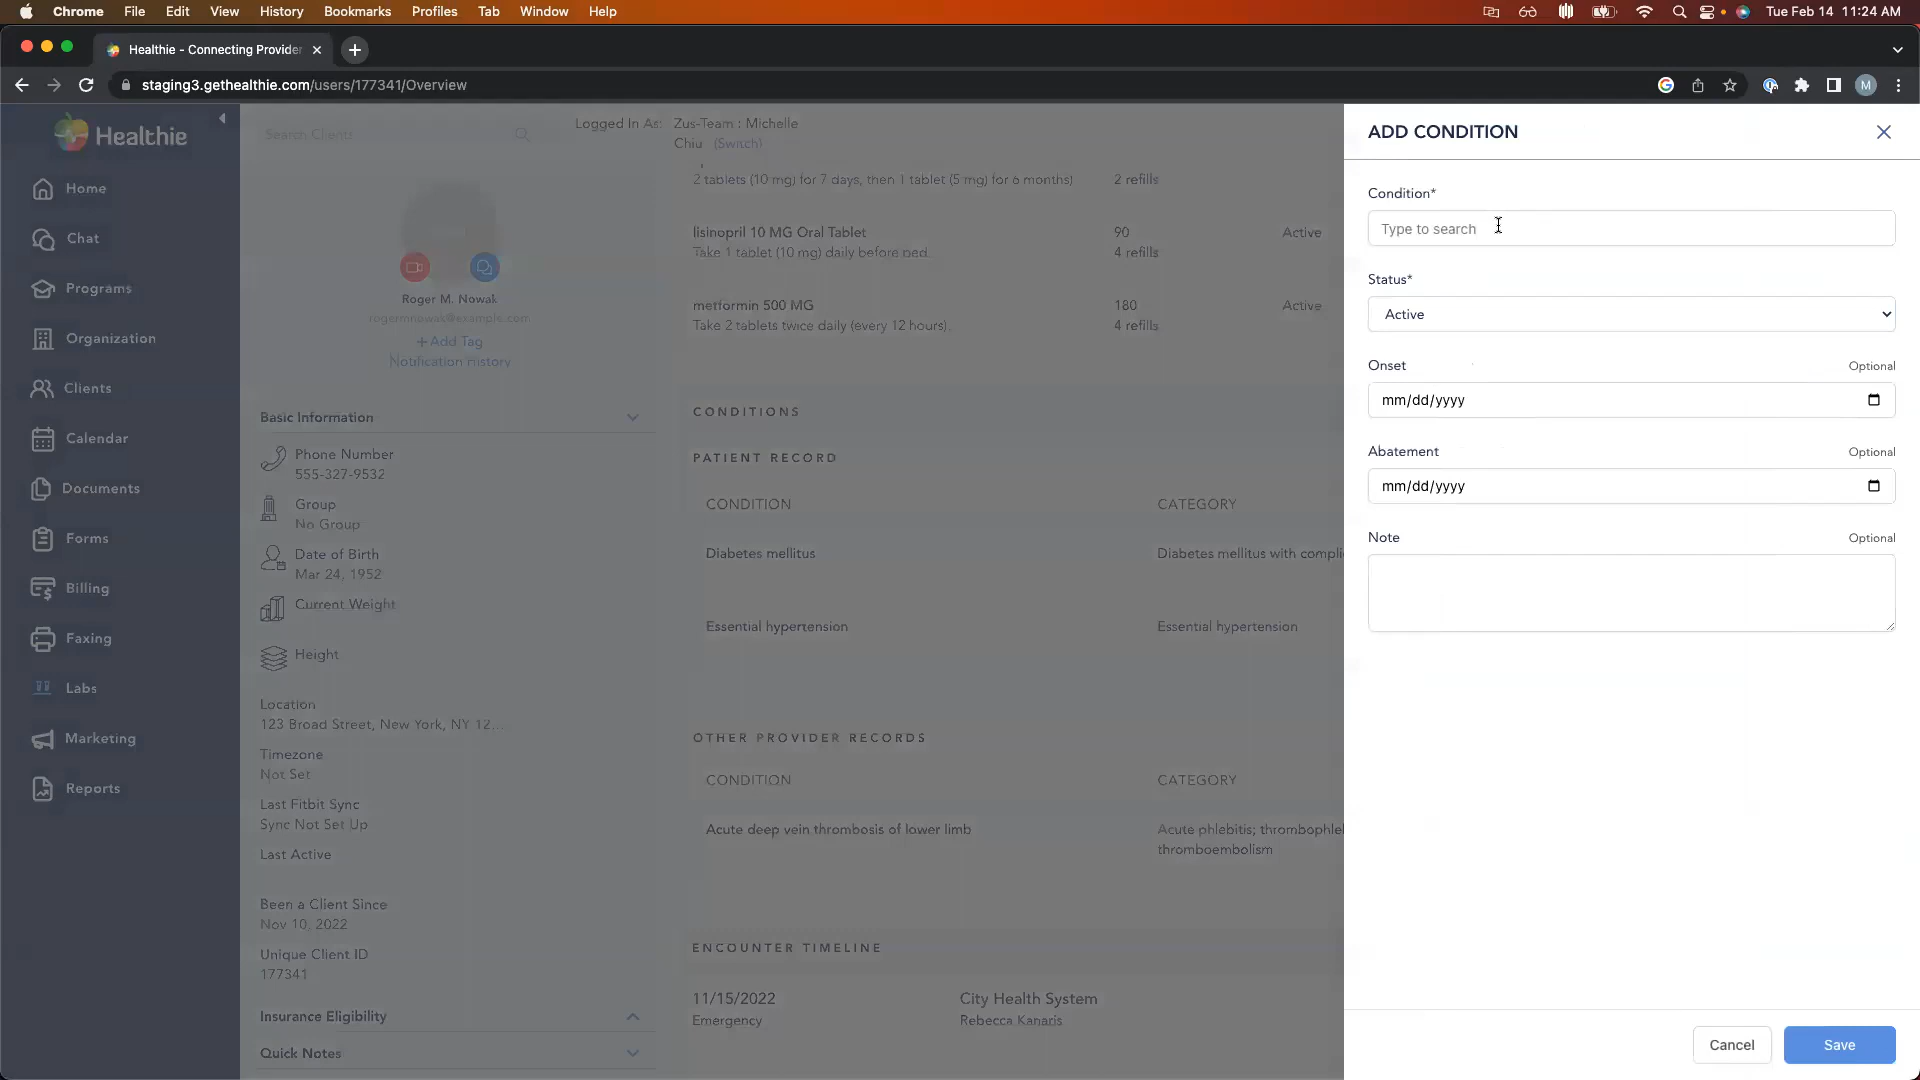 Chrome File Edit View History Bookmarks Profiles Tab Window Help
Tue Feb 14 11:24 AM
Healthie - Connecting Provider
staging3.gethealthie.com/users/177341/Overview
M
Healthie
Home
Chat
Programs
Organization
Clients
Calendar
Documents
Forms
Billing
Faxing
Labs
Marketing
Reports
Search Clients
Logged In As: Zus-Team : Michelle
Chiu (Switch)
Roger M. Nowak
rogermnowak@example.com
+ Add Tag
Notification History
Basic Information
Phone Number
555-327-9532
Group
No Group
Date of Birth
Mar 24, 1952
Current Weight
Height
Location
123 Broad Street, New York, NY 12...
Timezone
Not Set
Last Fitbit Sync
Sync Not Set Up
Last Active
Been a Client Since
Nov 10, 2022
Unique Client ID
177341
Insurance Eligibility
Quick Notes
2 tablets (10 mg) for 7 days, then 1 tablet (5 mg) for 6 months) 2 refills
lisinopril 10 MG Oral Tablet 90 Active
Take 1 tablet (10 mg) daily before bed. 4 refills
metformin 500 MG 180 Active
Take 2 tablets twice daily (every 12 hours). 4 refills
CONDITIONS
PATIENT RECORD
CONDITION CATEGORY
Diabetes mellitus Diabetes mellitus with compli
Essential hypertension Essential hypertension
OTHER PROVIDER RECORDS
CONDITION CATEGORY
Acute deep vein thrombosis of lower limb Acute phlebitis; thrombophlel
thromboembolism
ENCOUNTER TIMELINE
11/15/2022 City Health System
Emergency Rebecca Kanaris
ADD CONDITION
Condition*
Type to search
Status*
Active
Onset Optional
mm/dd/yyyy
Abatement Optional
mm/dd/yyyy
Note Optional
Cancel Save